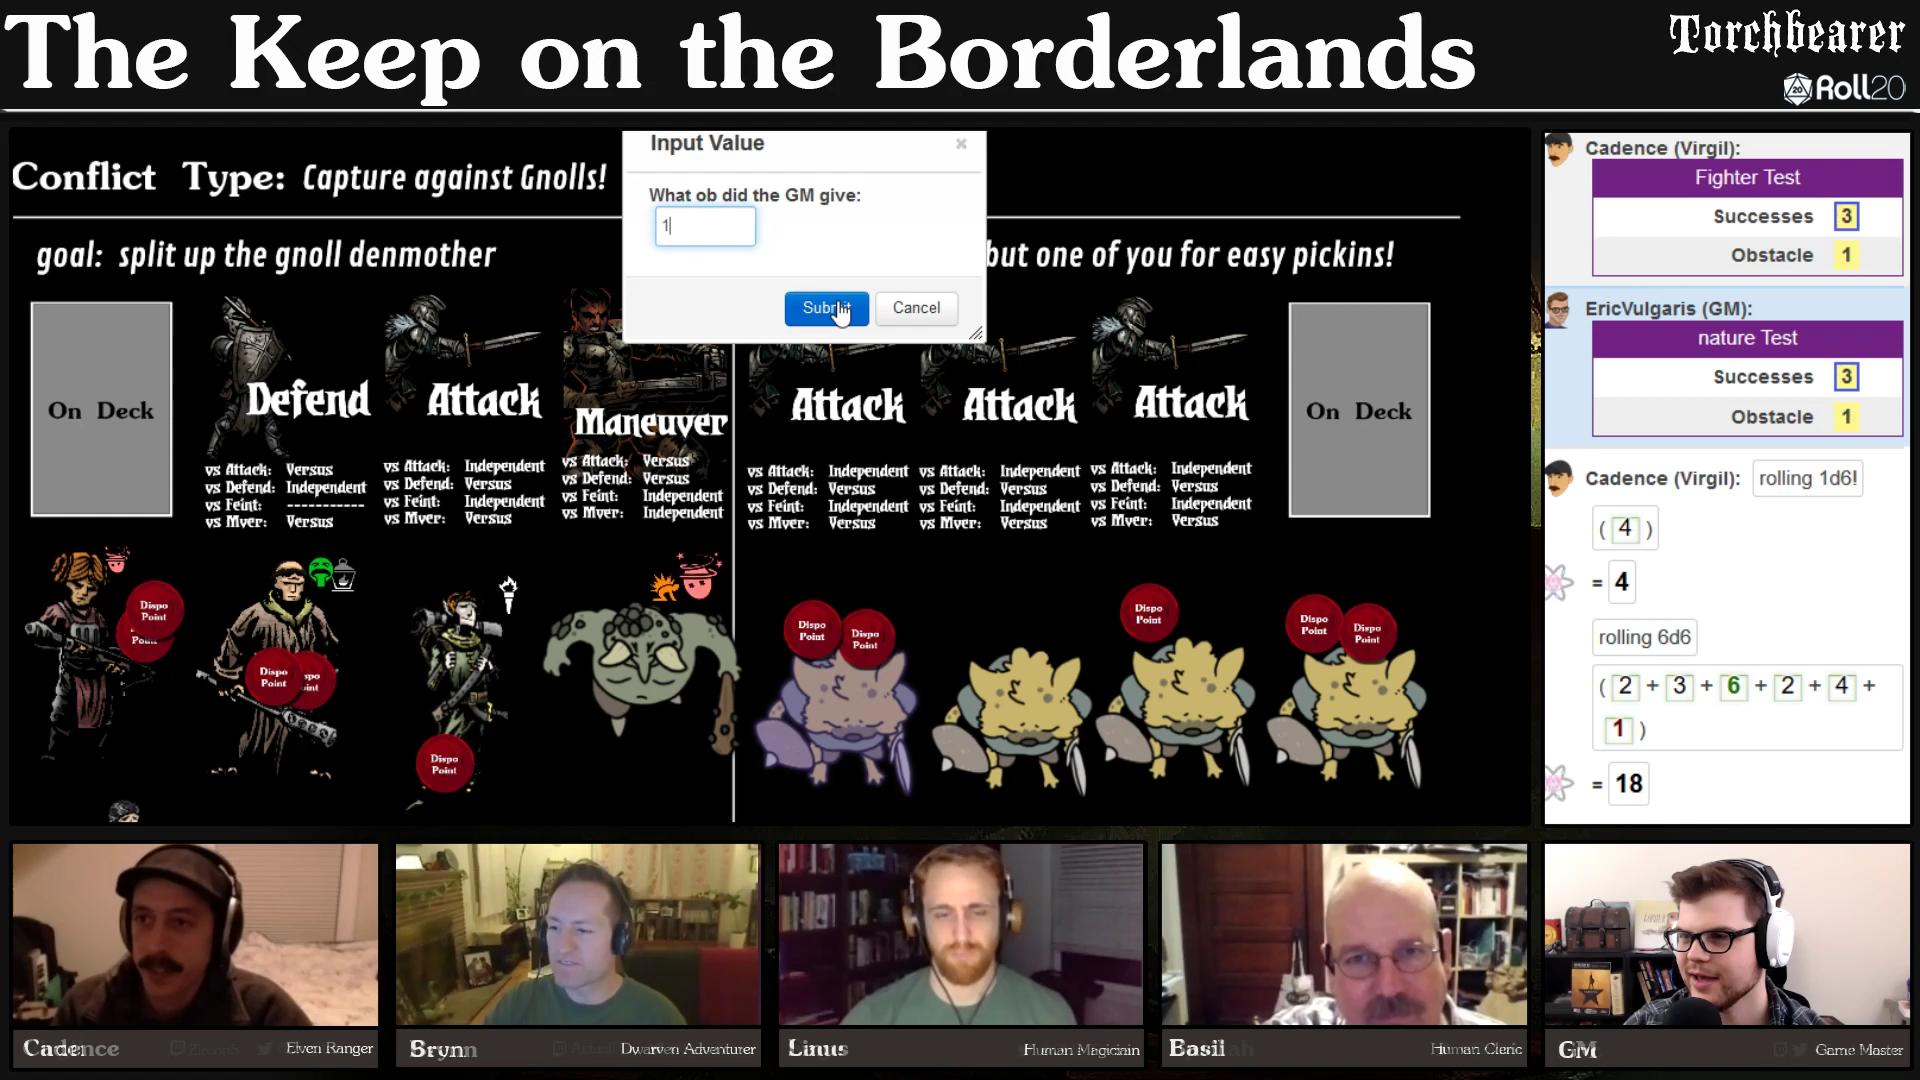 The Keep on the Borderlands
Torchbearer
Roll20
Conflict Type: Capture against Gnolls!
goal: split up the gnoll denmother
but one of you for easy pickins!
Input Value
×
What ob did the GM give:
1
Submit
Cancel
On Deck
Defend
vs Attack: Versus
vs Defend: Independent
vs Feint: -----------
vs Mver: Versus
Attack
vs Attack: Independent
vs Defend: Versus
vs Feint: Independent
vs Mver: Versus
Maneuver
vs Attack: Versus
vs Defend: Versus
vs Feint: Independent
vs Mver: Independent
Attack
vs Attack: Independent
vs Defend: Versus
vs Feint: Independent
vs Mver: Versus
Attack
vs Attack: Independent
vs Defend: Versus
vs Feint: Independent
vs Mver: Versus
Attack
vs Attack: Independent
vs Defend: Versus
vs Feint: Independent
vs Mver: Versus
On Deck
Dispo
Point
Point
Dispo
Point
Dispo
Point
Dispo
Point
Dispo
Point
Dispo
Point
Dispo
Point
Dispo
Point
Cadence (Virgil):
Fighter Test
Successes 3
Obstacle 1
EricVulgaris (GM):
nature Test
Successes 3
Obstacle 1
Cadence (Virgil): rolling 1d6!
( 4 )
= 4
rolling 6d6
( 2 + 3 + 6 + 2 + 4 +
1 )
= 18
Cadence
Elven Ranger
Brynn
Dwarven Adventurer
Linus
Human Magician
Basil
Human Cleric
GM
Game Master